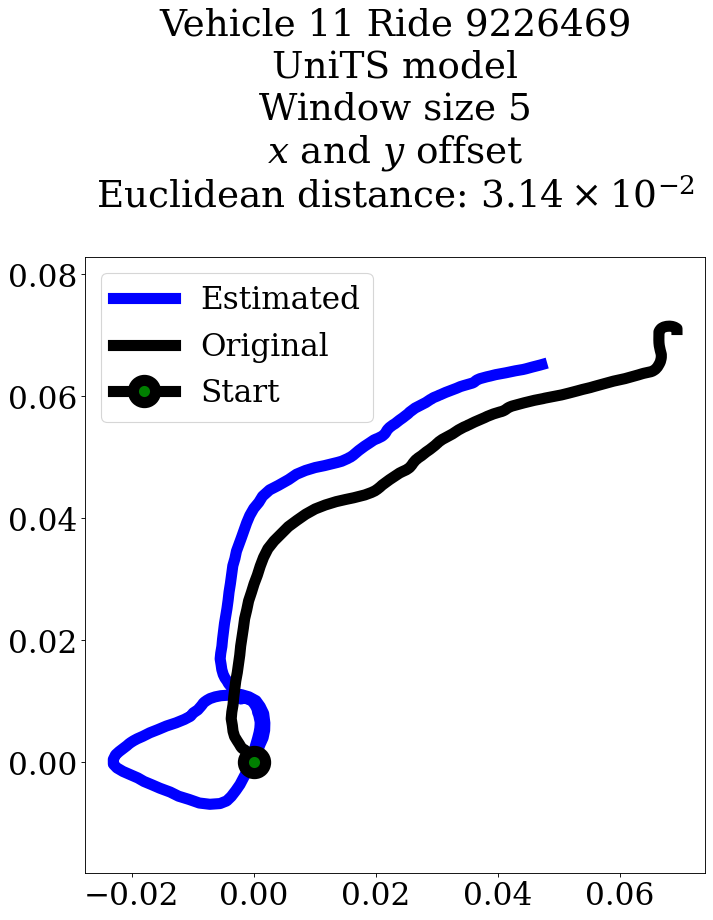 Vehicle 11 Ride 9226469
UniTS model
Window size 5
x and y offset
Euclidean distance: 3.14 × 10⁻²
0.08
0.06
0.04
0.02
0.00
Estimated
Original
Start
−0.02 0.00 0.02 0.04 0.06